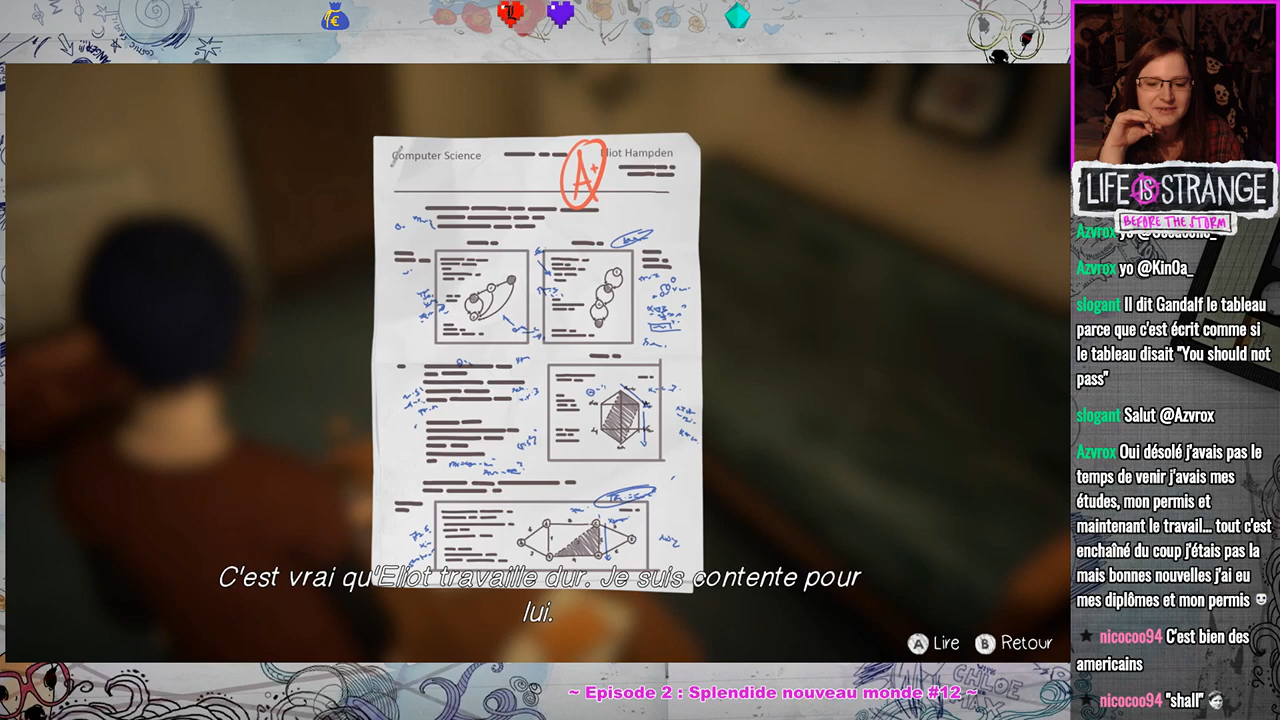 Computer Science
Eliot Hampden
A+
C'est vrai qu'Eliot travaille dur. Je suis contente pour
lui.
A Lire B Retour
~ Episode 2 : Splendide nouveau monde #12 ~
LIFE IS STRANGE
BEFORE THE STORM
Azvrox yo @KinOa_
slogant Il dit Gandalf le tableau
parce que c'est écrit comme si
le tableau disait "You should not
pass"
slogant Salut @Azvrox
Azvrox Oui désolé j'avais pas le
temps de venir j'avais mes
études, mon permis et
maintenant le travail... tout c'est
enchaîné du coup j'étais pas la
mais bonnes nouvelles j'ai eu
mes diplômes et mon permis
nicocoo94 C'est bien des
americains
nicocoo94 "shall"